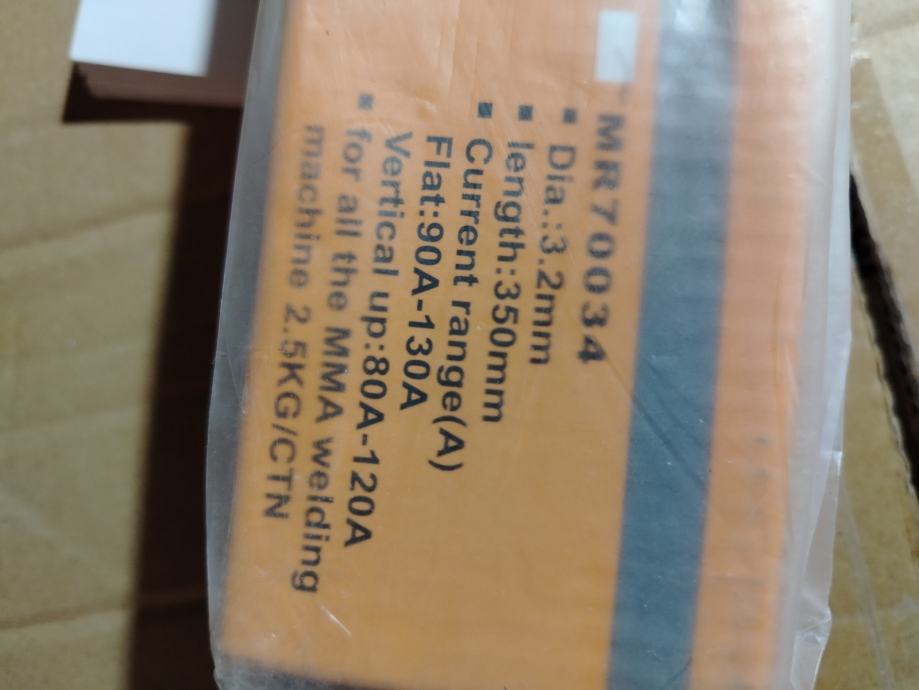 MR70034
▪ Dia.:3.2mm
▪ length:350mm
▪ Current range(A)
Flat:90A-130A
Vertical up:80A-120A
▪ for all the MMA welding
machine 2.5KG/CTN